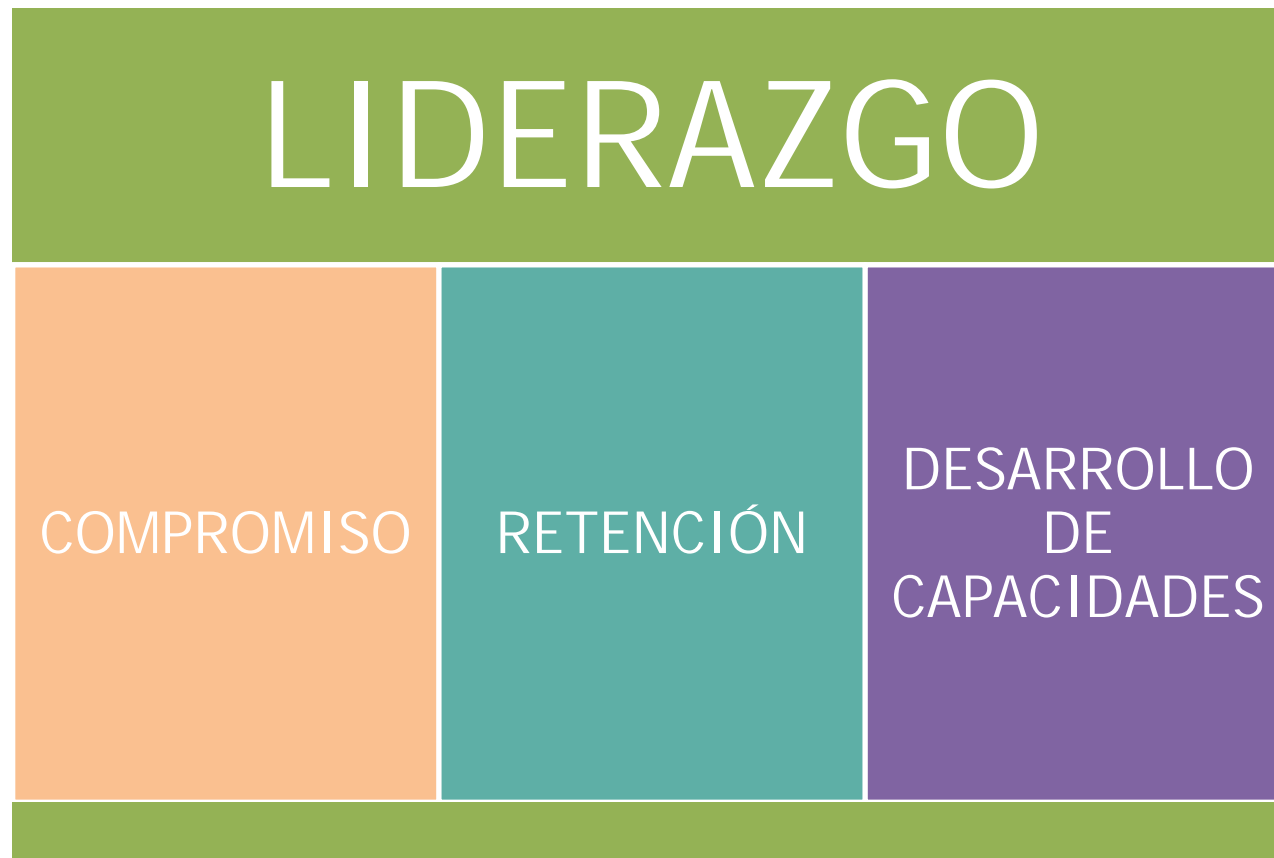 LIDERAZGO
COMPROMISO
RETENCIÓN
DESARROLLO
DE
CAPACIDADES